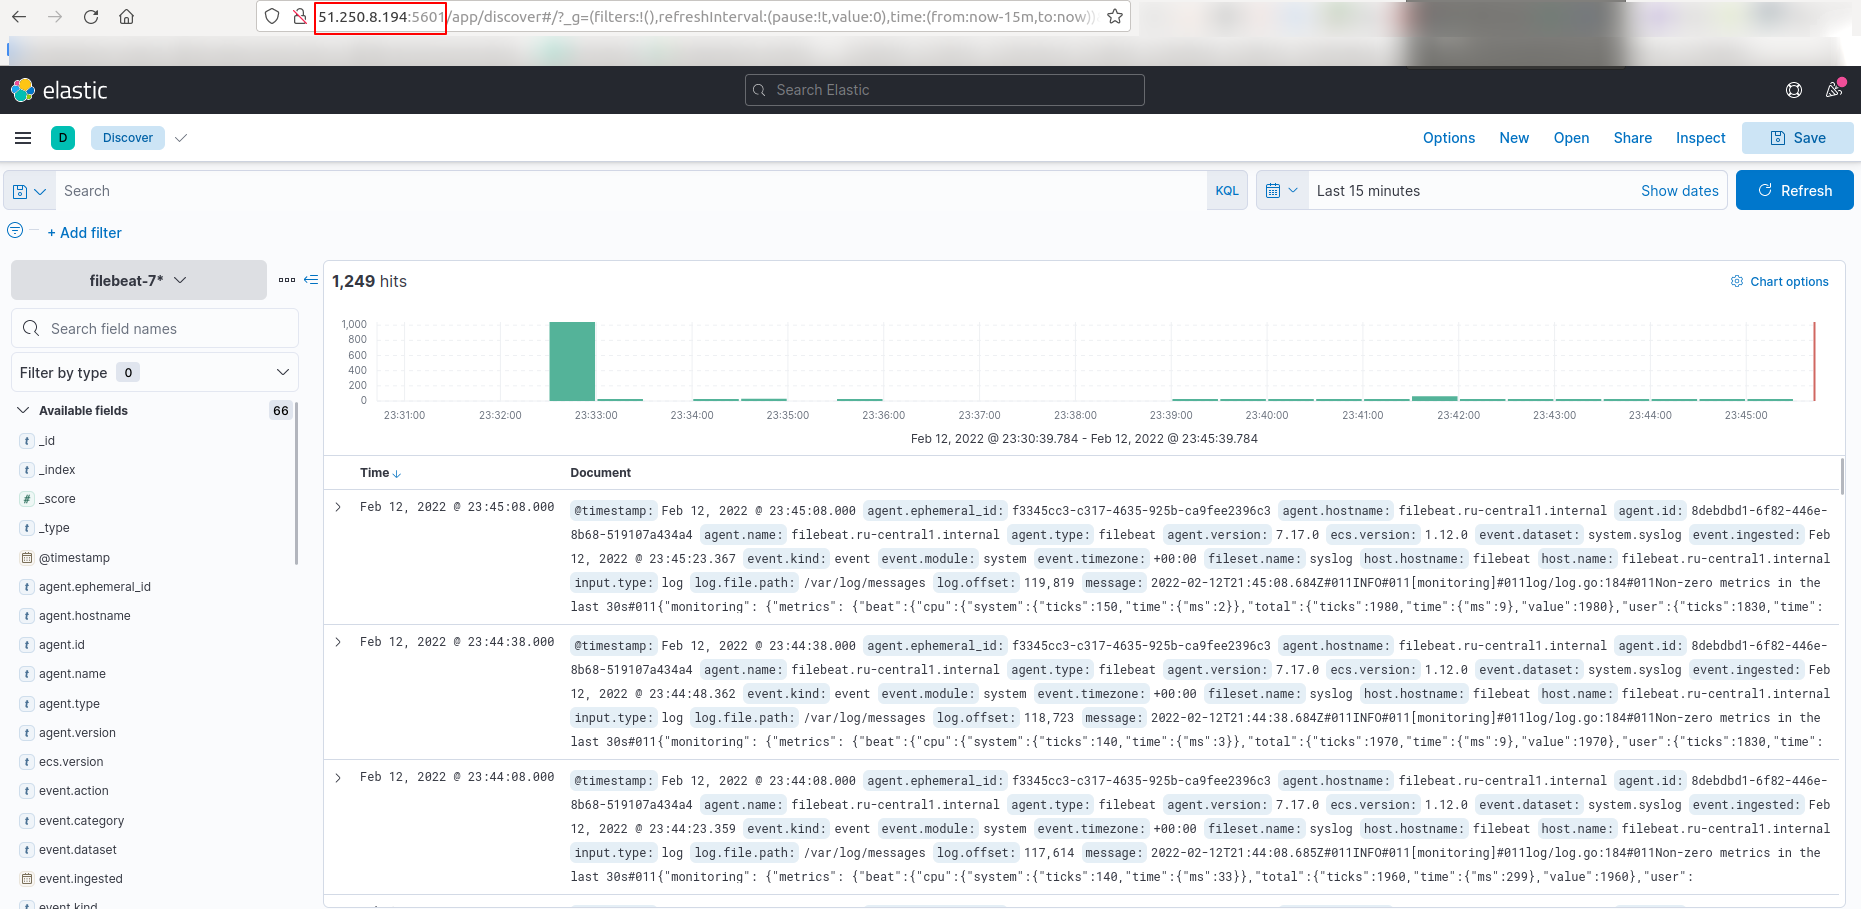 51.250.8.194:5601/app/discover#/?_g=(filters:!(),refreshInterval:(pause:!t,value:0),time:(from:now-15m,to:now))
elastic
Search Elastic
D
Discover
Options
New
Open
Share
Inspect
Save
Search
KQL
Last 15 minutes
Show dates
Refresh
+ Add filter
filebeat-7*
Search field names
Filter by type 0
Available fields 66
t _id
t _index
# _score
t _type
@timestamp
t agent.ephemeral_id
t agent.hostname
t agent.id
t agent.name
t agent.type
t agent.version
t ecs.version
t event.action
t event.category
t event.dataset
event.ingested
event.kind
1,249 hits
Chart options
1,000
800
600
400
200
0
23:31:00 23:32:00 23:33:00 23:34:00 23:35:00 23:36:00 23:37:00 23:38:00 23:39:00 23:40:00 23:41:00 23:42:00 23:43:00 23:44:00 23:45:00
Feb 12, 2022 @ 23:30:39.784 - Feb 12, 2022 @ 23:45:39.784
Time Document
Feb 12, 2022 @ 23:45:08.000
@timestamp: Feb 12, 2022 @ 23:45:08.000 agent.ephemeral_id: f3345cc3-c317-4635-925b-ca9fee2396c3 agent.hostname: filebeat.ru-central1.internal agent.id: 8debdbd1-6f82-446e-
8b68-519107a434a4 agent.name: filebeat.ru-central1.internal agent.type: filebeat agent.version: 7.17.0 ecs.version: 1.12.0 event.dataset: system.syslog event.ingested: Feb
12, 2022 @ 23:45:23.367 event.kind: event event.module: system event.timezone: +00:00 fileset.name: syslog host.hostname: filebeat host.name: filebeat.ru-central1.internal
input.type: log log.file.path: /var/log/messages log.offset: 119,819 message: 2022-02-12T21:45:08.684Z#011INFO#011[monitoring]#011log/log.go:184#011Non-zero metrics in the
last 30s#011{"monitoring": {"metrics": {"beat":{"cpu":{"system":{"ticks":150,"time":{"ms":2}},"total":{"ticks":1980,"time":{"ms":9},"value":1980},"user":{"ticks":1830,"time":
Feb 12, 2022 @ 23:44:38.000
@timestamp: Feb 12, 2022 @ 23:44:38.000 agent.ephemeral_id: f3345cc3-c317-4635-925b-ca9fee2396c3 agent.hostname: filebeat.ru-central1.internal agent.id: 8debdbd1-6f82-446e-
8b68-519107a434a4 agent.name: filebeat.ru-central1.internal agent.type: filebeat agent.version: 7.17.0 ecs.version: 1.12.0 event.dataset: system.syslog event.ingested: Feb
12, 2022 @ 23:44:48.362 event.kind: event event.module: system event.timezone: +00:00 fileset.name: syslog host.hostname: filebeat host.name: filebeat.ru-central1.internal
input.type: log log.file.path: /var/log/messages log.offset: 118,723 message: 2022-02-12T21:44:38.684Z#011INFO#011[monitoring]#011log/log.go:184#011Non-zero metrics in the
last 30s#011{"monitoring": {"metrics": {"beat":{"cpu":{"system":{"ticks":140,"time":{"ms":3}},"total":{"ticks":1970,"time":{"ms":9},"value":1970},"user":{"ticks":1830,"time":
Feb 12, 2022 @ 23:44:08.000
@timestamp: Feb 12, 2022 @ 23:44:08.000 agent.ephemeral_id: f3345cc3-c317-4635-925b-ca9fee2396c3 agent.hostname: filebeat.ru-central1.internal agent.id: 8debdbd1-6f82-446e-
8b68-519107a434a4 agent.name: filebeat.ru-central1.internal agent.type: filebeat agent.version: 7.17.0 ecs.version: 1.12.0 event.dataset: system.syslog event.ingested: Feb
12, 2022 @ 23:44:23.359 event.kind: event event.module: system event.timezone: +00:00 fileset.name: syslog host.hostname: filebeat host.name: filebeat.ru-central1.internal
input.type: log log.file.path: /var/log/messages log.offset: 117,614 message: 2022-02-12T21:44:08.685Z#011INFO#011[monitoring]#011log/log.go:184#011Non-zero metrics in the
last 30s#011{"monitoring": {"metrics": {"beat":{"cpu":{"system":{"ticks":140,"time":{"ms":33}},"total":{"ticks":1960,"time":{"ms":299},"value":1960},"user":